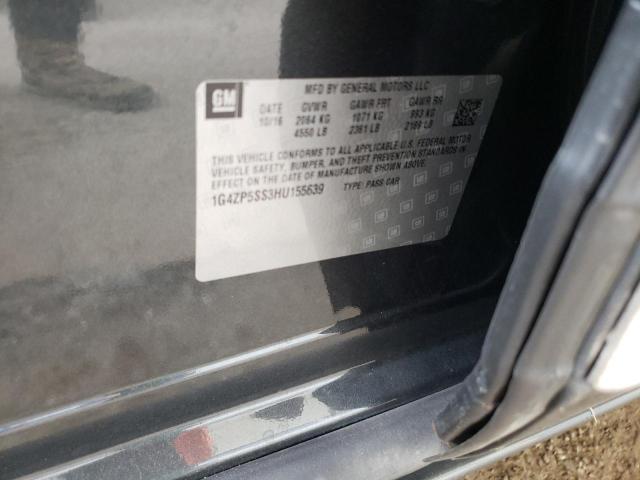 GM
MFD BY GENERAL MOTORS LLC
DATE GVWR GAWR FRT GAWR RR
10/16 2064 KG 1071 KG 993 KG
4550 LB 2361 LB 2189 LB
THIS VEHICLE CONFORMS TO ALL APPLICABLE U.S. FEDERAL MOTOR
VEHICLE SAFETY, BUMPER, AND THEFT PREVENTION STANDARDS IN
EFFECT ON THE DATE OF MANUFACTURE SHOWN ABOVE.
1G4ZP5SS3HU155639 TYPE: PASS CAR